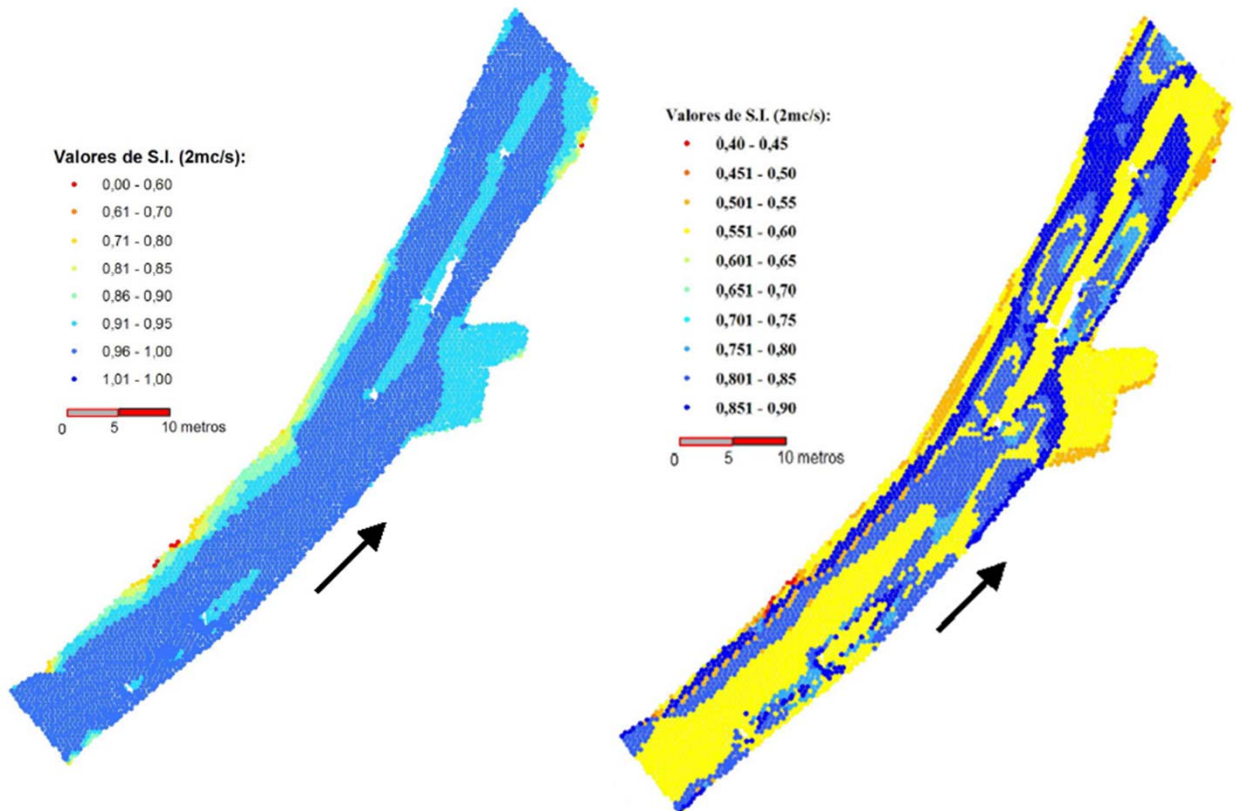 Valores de S.I. (2mc/s):
0,00 - 0,60
0,61 - 0,70
0,71 - 0,80
0,81 - 0,85
0,86 - 0,90
0,91 - 0,95
0,96 - 1,00
1,01 - 1,00
0 5 10 metros
Valores de S.I. (2mc/s):
0,40 - 0,45
0,451 - 0,50
0,501 - 0,55
0,551 - 0,60
0,601 - 0,65
0,651 - 0,70
0,701 - 0,75
0,751 - 0,80
0,801 - 0,85
0,851 - 0,90
0 5 10 metros